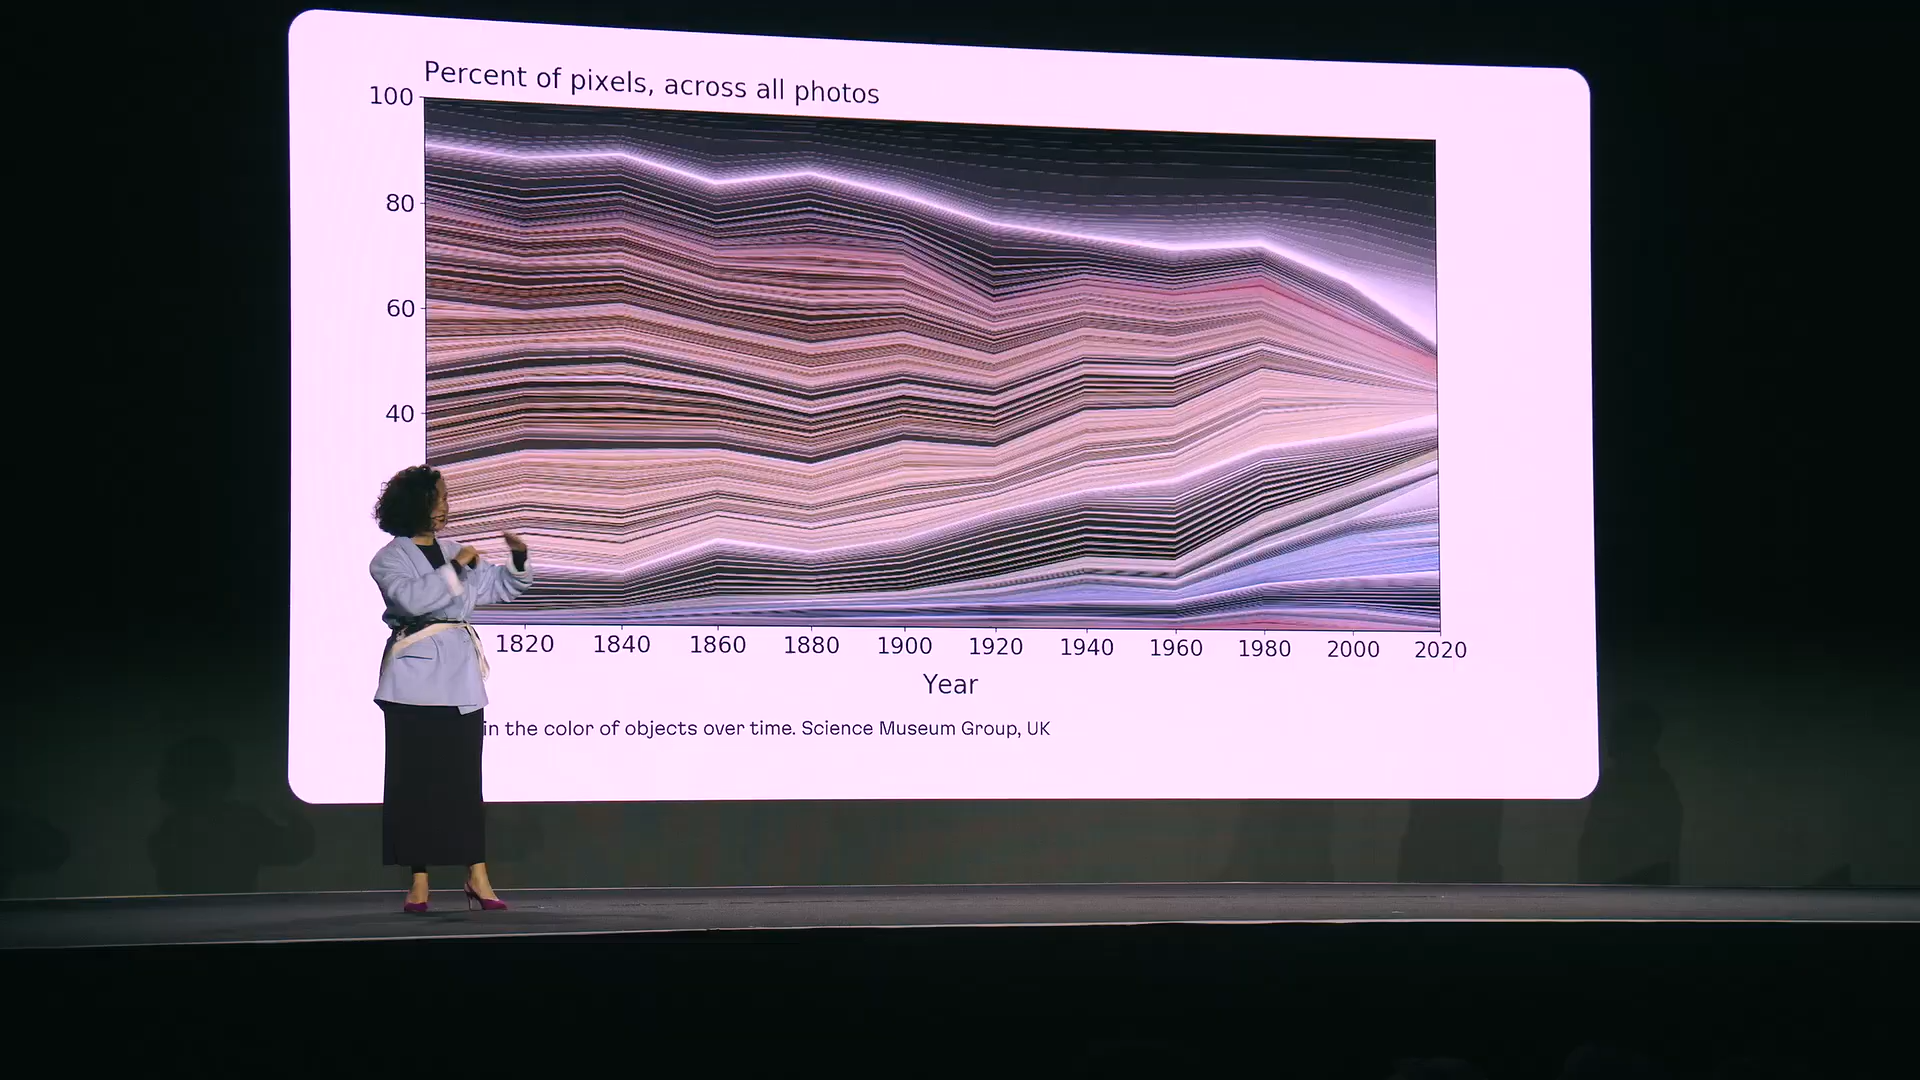 Percent of pixels, across all photos
100
80
60
40
1820 1840 1860 1880 1900 1920 1940 1960 1980 2000 2020
Year
in the color of objects over time. Science Museum Group, UK